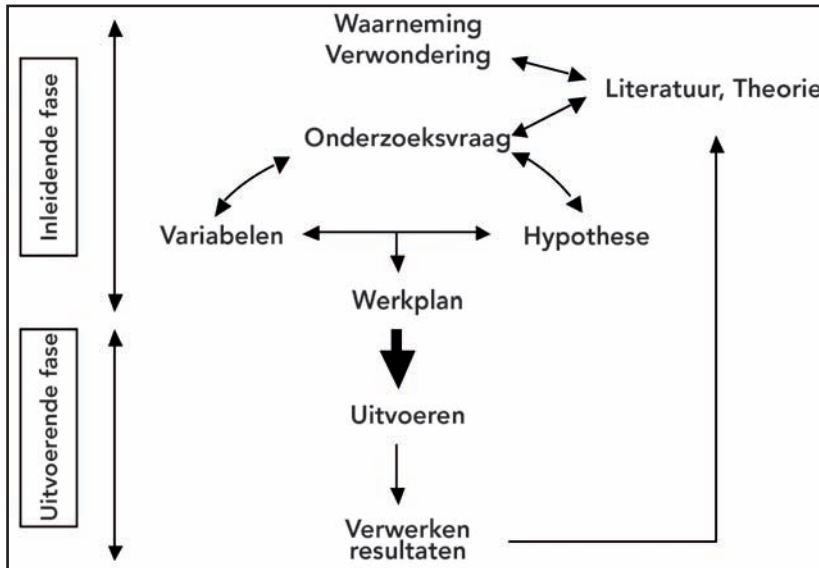 Waarneming
Verwondering
Literatuur, Theorie
Onderzoeksvraag
Inleidende fase
Variabelen
Hypothese
Werkplan
Uitvoerende fase
Uitvoeren
Verwerken
resultaten